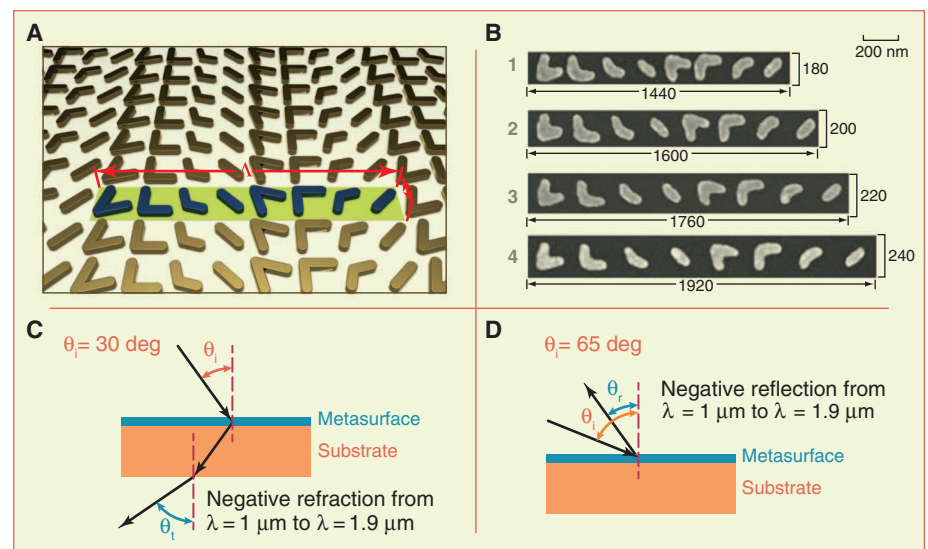 A
Λ
B
200 nm
1
180
1440
2
200
1600
3
220
1760
4
240
1920
C
θi= 30 deg
θi
Metasurface
Substrate
Negative refraction from
λ = 1 μm to λ = 1.9 μm
θt
D
θi= 65 deg
θr
θi
Negative reflection from
λ = 1 μm to λ = 1.9 μm
Metasurface
Substrate